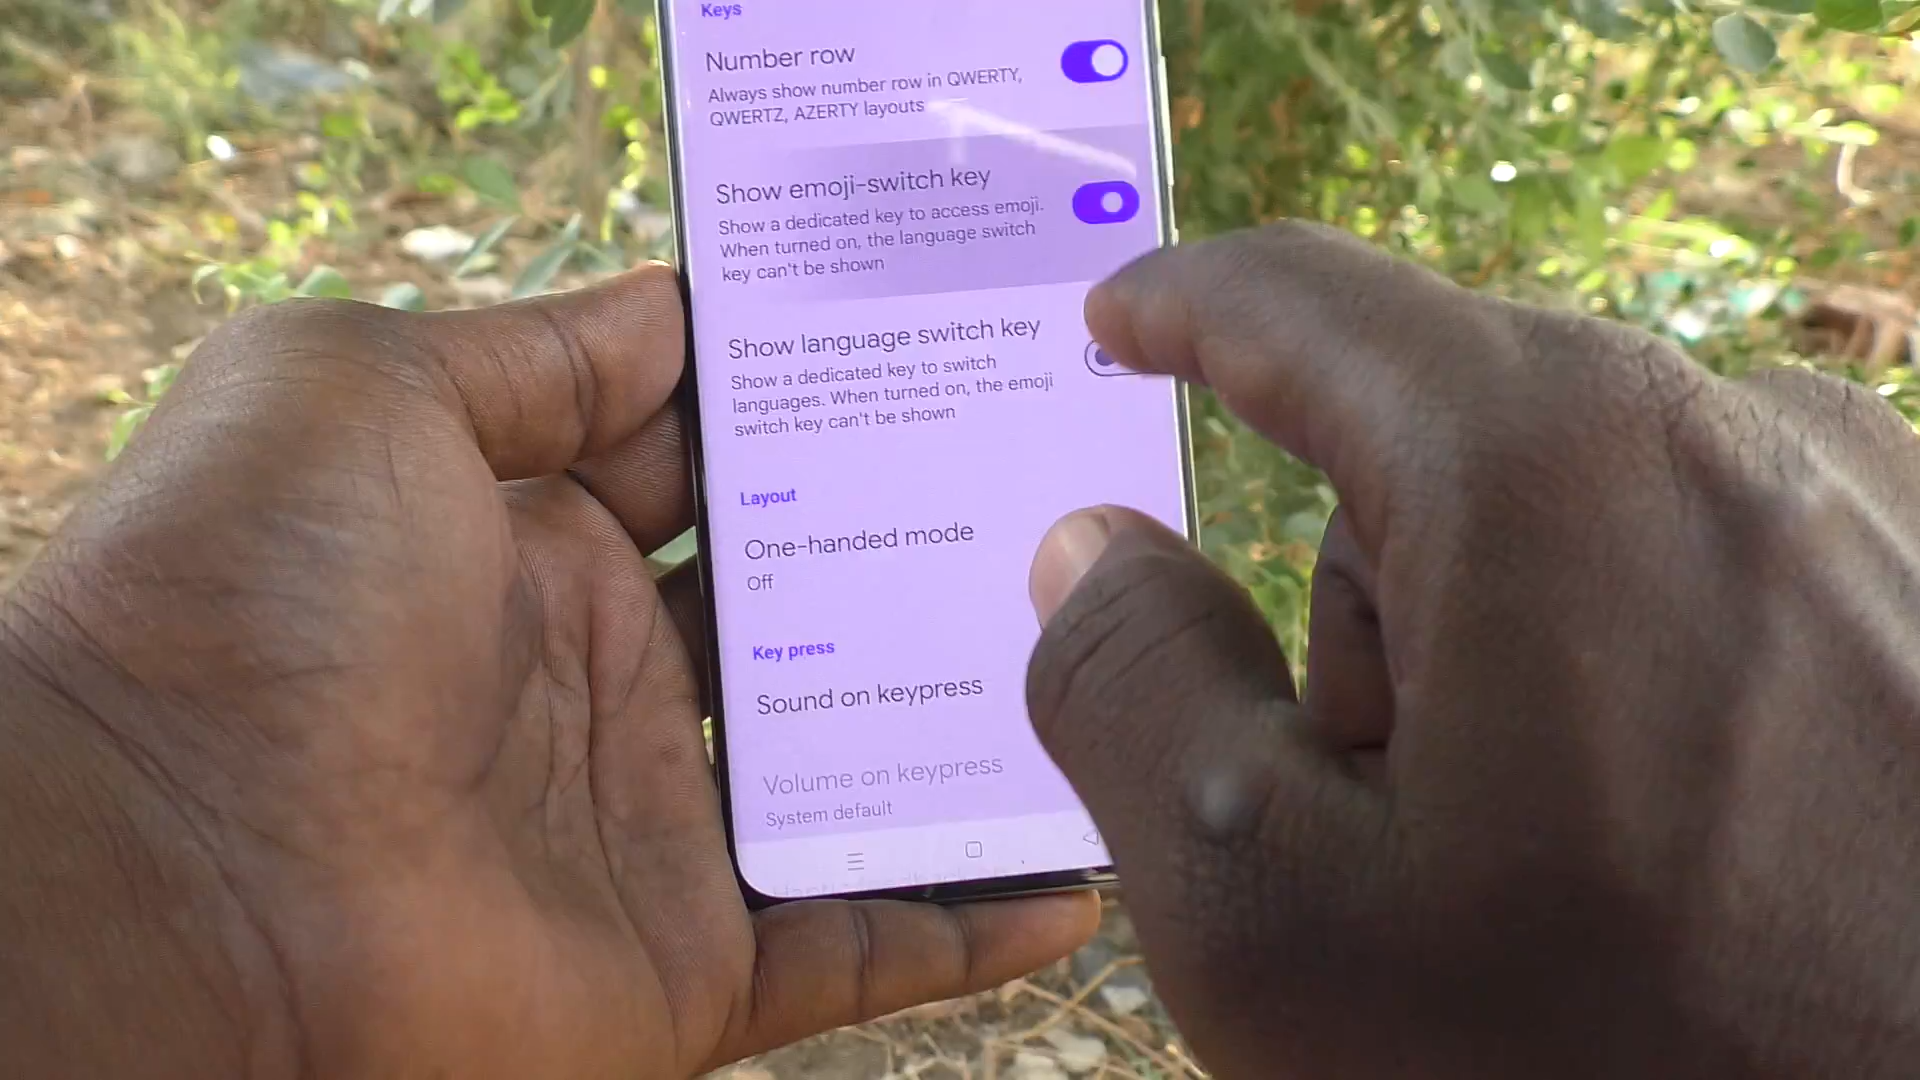 Keys
Number row
Always show number row in QWERTY,
QWERTZ, AZERTY layouts
Show emoji-switch key
Show a dedicated key to access emoji.
When turned on, the language switch
key can't be shown
Show language switch key
Show a dedicated key to switch
languages. When turned on, the emoji
switch key can't be shown
Layout
One-handed mode
Off
Key press
Sound on keypress
Volume on keypress
System default